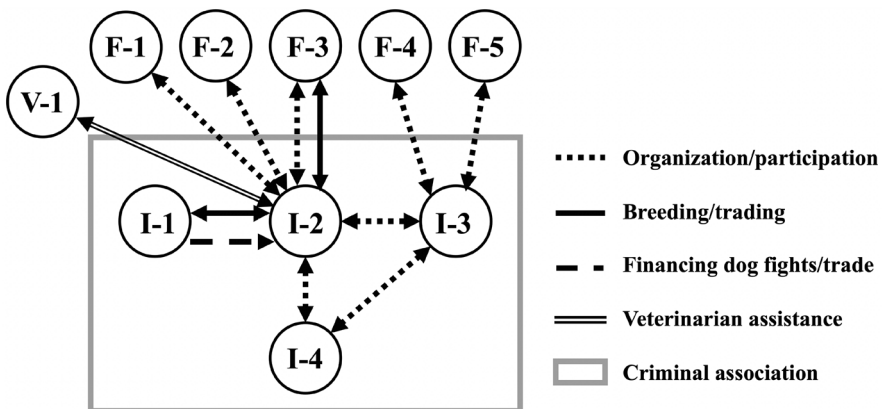 F-1
F-2
F-3
F-4
F-5
V-1
I-1
I-2
I-3
I-4
Organization/participation
Breeding/trading
Financing dog fights/trade
Veterinarian assistance
Criminal association